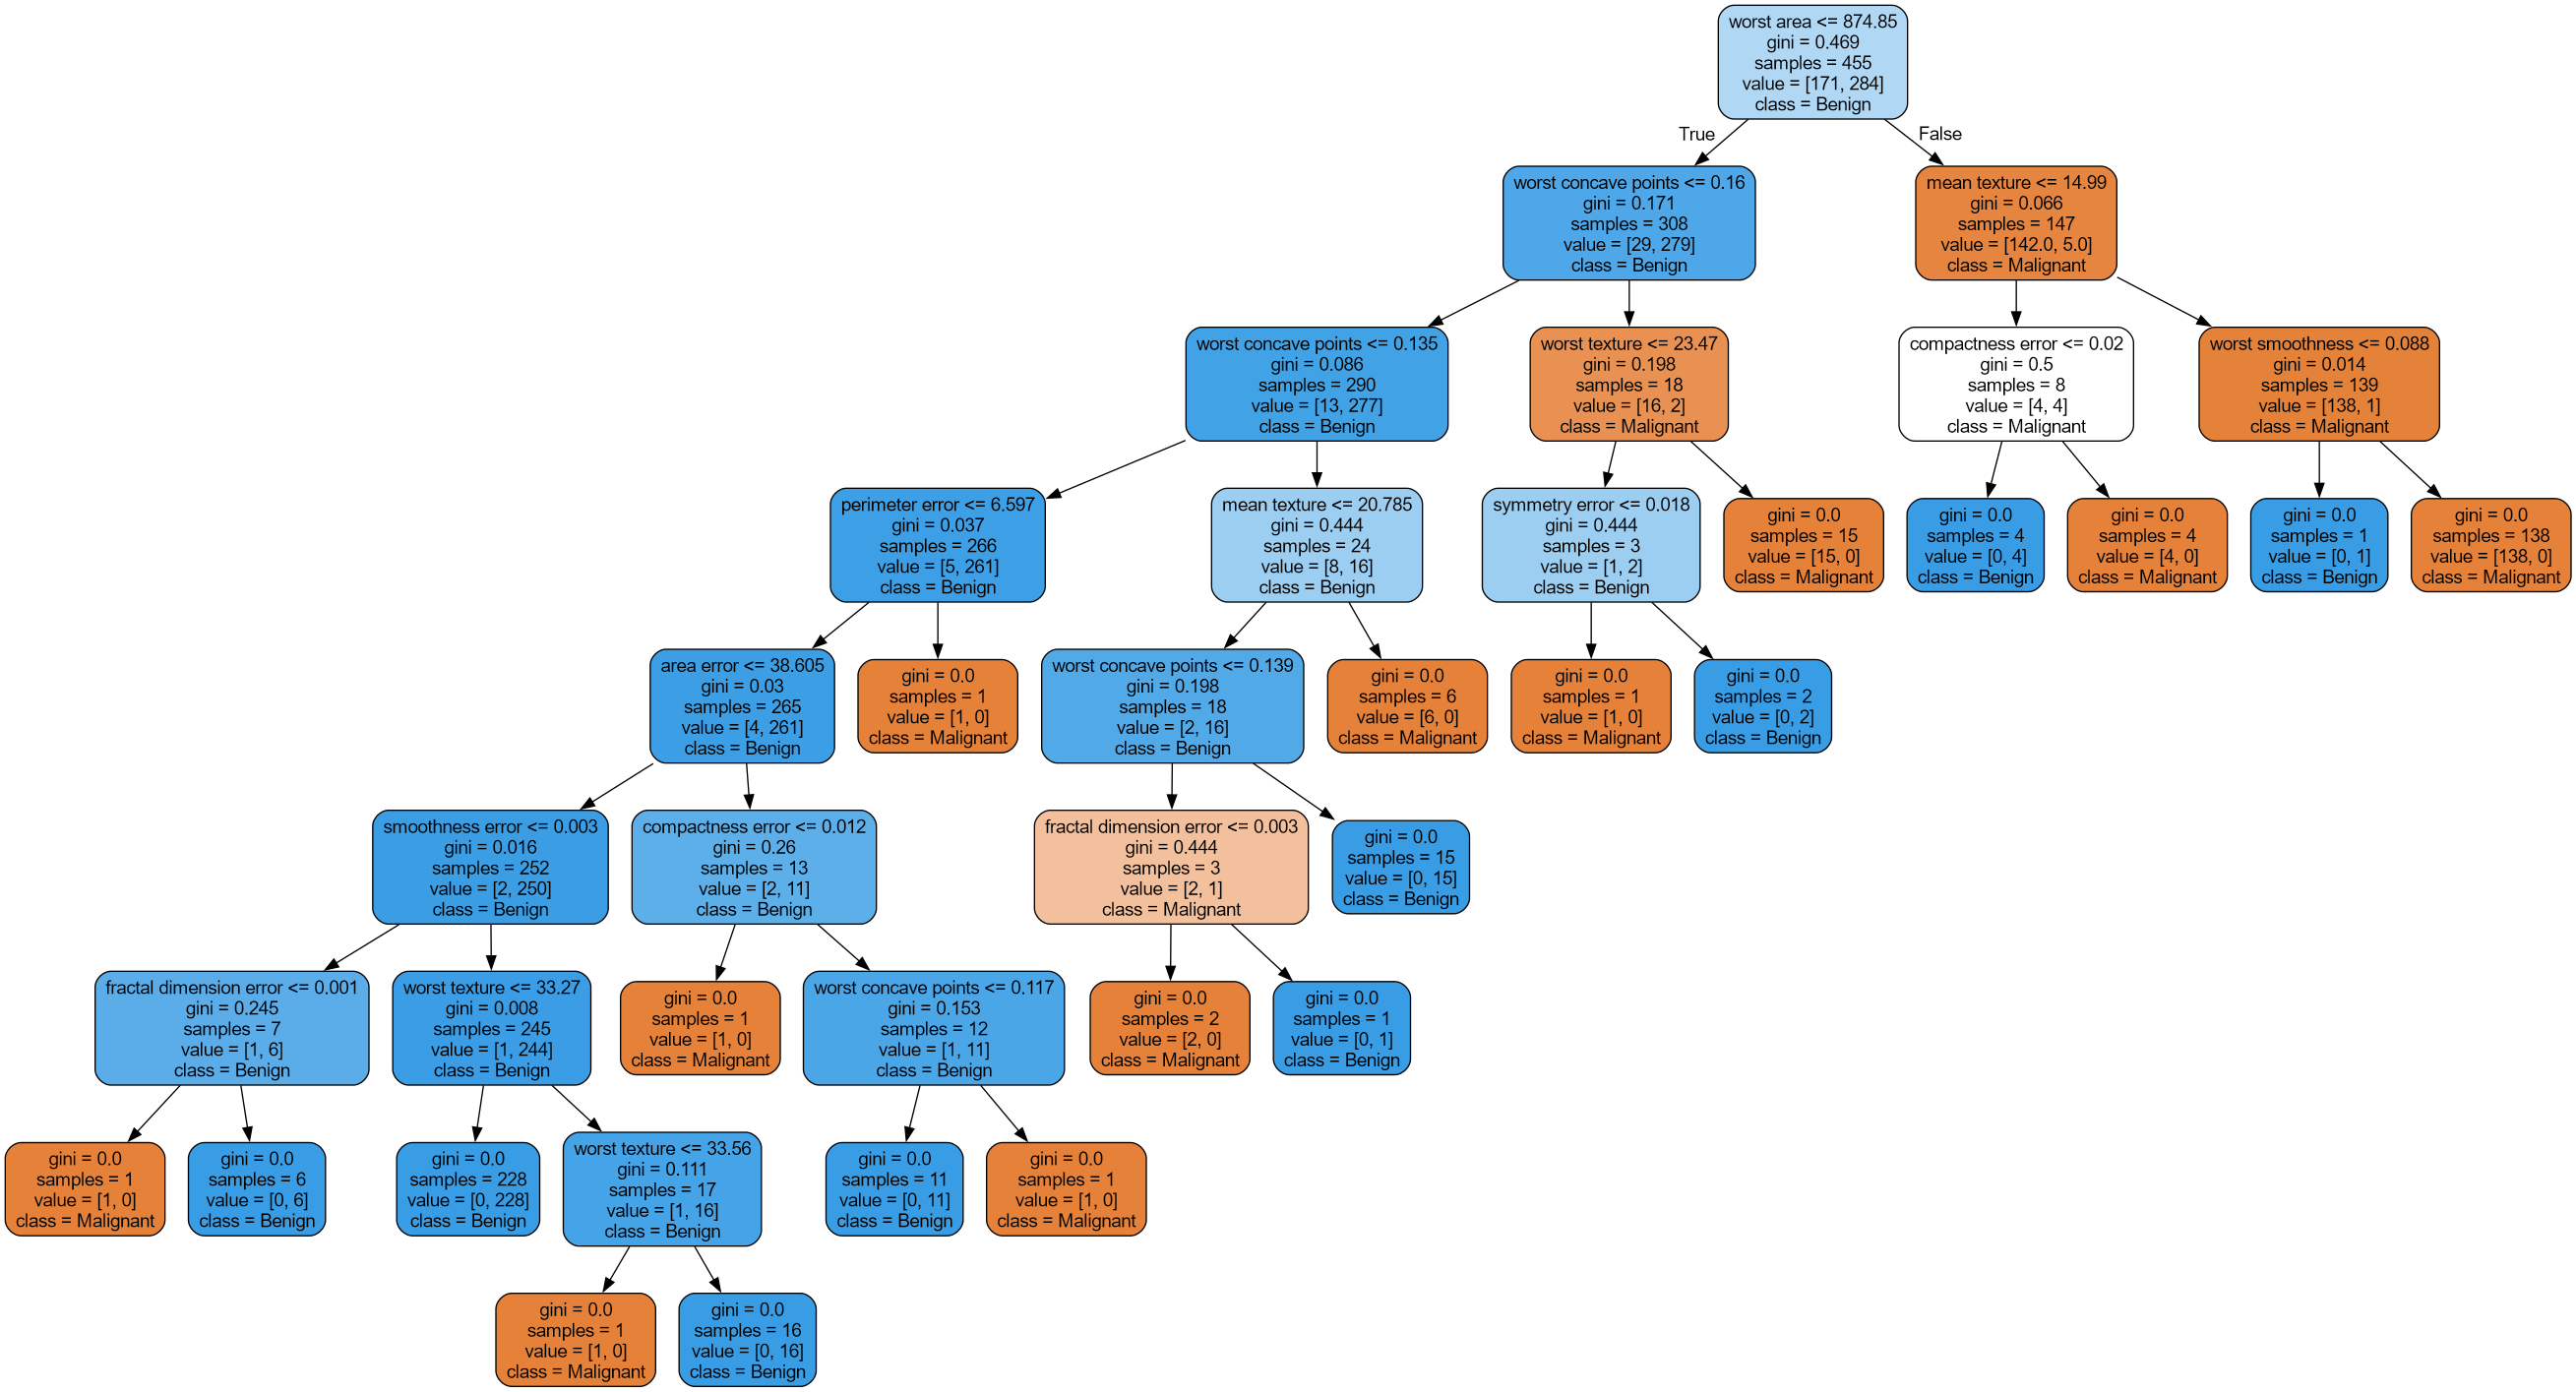 worst area <= 874.85
gini = 0.469
samples = 455
value = [171, 284]
class = Benign
True
False
worst concave points <= 0.16
gini = 0.171
samples = 308
value = [29, 279]
class = Benign
mean texture <= 14.99
gini = 0.066
samples = 147
value = [142.0, 5.0]
class = Malignant
worst concave points <= 0.135
gini = 0.086
samples = 290
value = [13, 277]
class = Benign
worst texture <= 23.47
gini = 0.198
samples = 18
value = [16, 2]
class = Malignant
compactness error <= 0.02
gini = 0.5
samples = 8
value = [4, 4]
class = Malignant
worst smoothness <= 0.088
gini = 0.014
samples = 139
value = [138, 1]
class = Malignant
perimeter error <= 6.597
gini = 0.037
samples = 266
value = [5, 261]
class = Benign
mean texture <= 20.785
gini = 0.444
samples = 24
value = [8, 16]
class = Benign
symmetry error <= 0.018
gini = 0.444
samples = 3
value = [1, 2]
class = Benign
gini = 0.0
samples = 15
value = [15, 0]
class = Malignant
gini = 0.0
samples = 4
value = [0, 4]
class = Benign
gini = 0.0
samples = 4
value = [4, 0]
class = Malignant
gini = 0.0
samples = 1
value = [0, 1]
class = Benign
gini = 0.0
samples = 138
value = [138, 0]
class = Malignant
area error <= 38.605
gini = 0.03
samples = 265
value = [4, 261]
class = Benign
gini = 0.0
samples = 1
value = [1, 0]
class = Malignant
worst concave points <= 0.139
gini = 0.198
samples = 18
value = [2, 16]
class = Benign
gini = 0.0
samples = 6
value = [6, 0]
class = Malignant
gini = 0.0
samples = 1
value = [1, 0]
class = Malignant
gini = 0.0
samples = 2
value = [0, 2]
class = Benign
smoothness error <= 0.003
gini = 0.016
samples = 252
value = [2, 250]
class = Benign
compactness error <= 0.012
gini = 0.26
samples = 13
value = [2, 11]
class = Benign
fractal dimension error <= 0.003
gini = 0.444
samples = 3
value = [2, 1]
class = Malignant
gini = 0.0
samples = 15
value = [0, 15]
class = Benign
fractal dimension error <= 0.001
gini = 0.245
samples = 7
value = [1, 6]
class = Benign
worst texture <= 33.27
gini = 0.008
samples = 245
value = [1, 244]
class = Benign
gini = 0.0
samples = 1
value = [1, 0]
class = Malignant
worst concave points <= 0.117
gini = 0.153
samples = 12
value = [1, 11]
class = Benign
gini = 0.0
samples = 2
value = [2, 0]
class = Malignant
gini = 0.0
samples = 1
value = [0, 1]
class = Benign
gini = 0.0
samples = 1
value = [1, 0]
class = Malignant
gini = 0.0
samples = 6
value = [0, 6]
class = Benign
gini = 0.0
samples = 228
value = [0, 228]
class = Benign
worst texture <= 33.56
gini = 0.111
samples = 17
value = [1, 16]
class = Benign
gini = 0.0
samples = 11
value = [0, 11]
class = Benign
gini = 0.0
samples = 1
value = [1, 0]
class = Malignant
gini = 0.0
samples = 1
value = [1, 0]
class = Malignant
gini = 0.0
samples = 16
value = [0, 16]
class = Benign